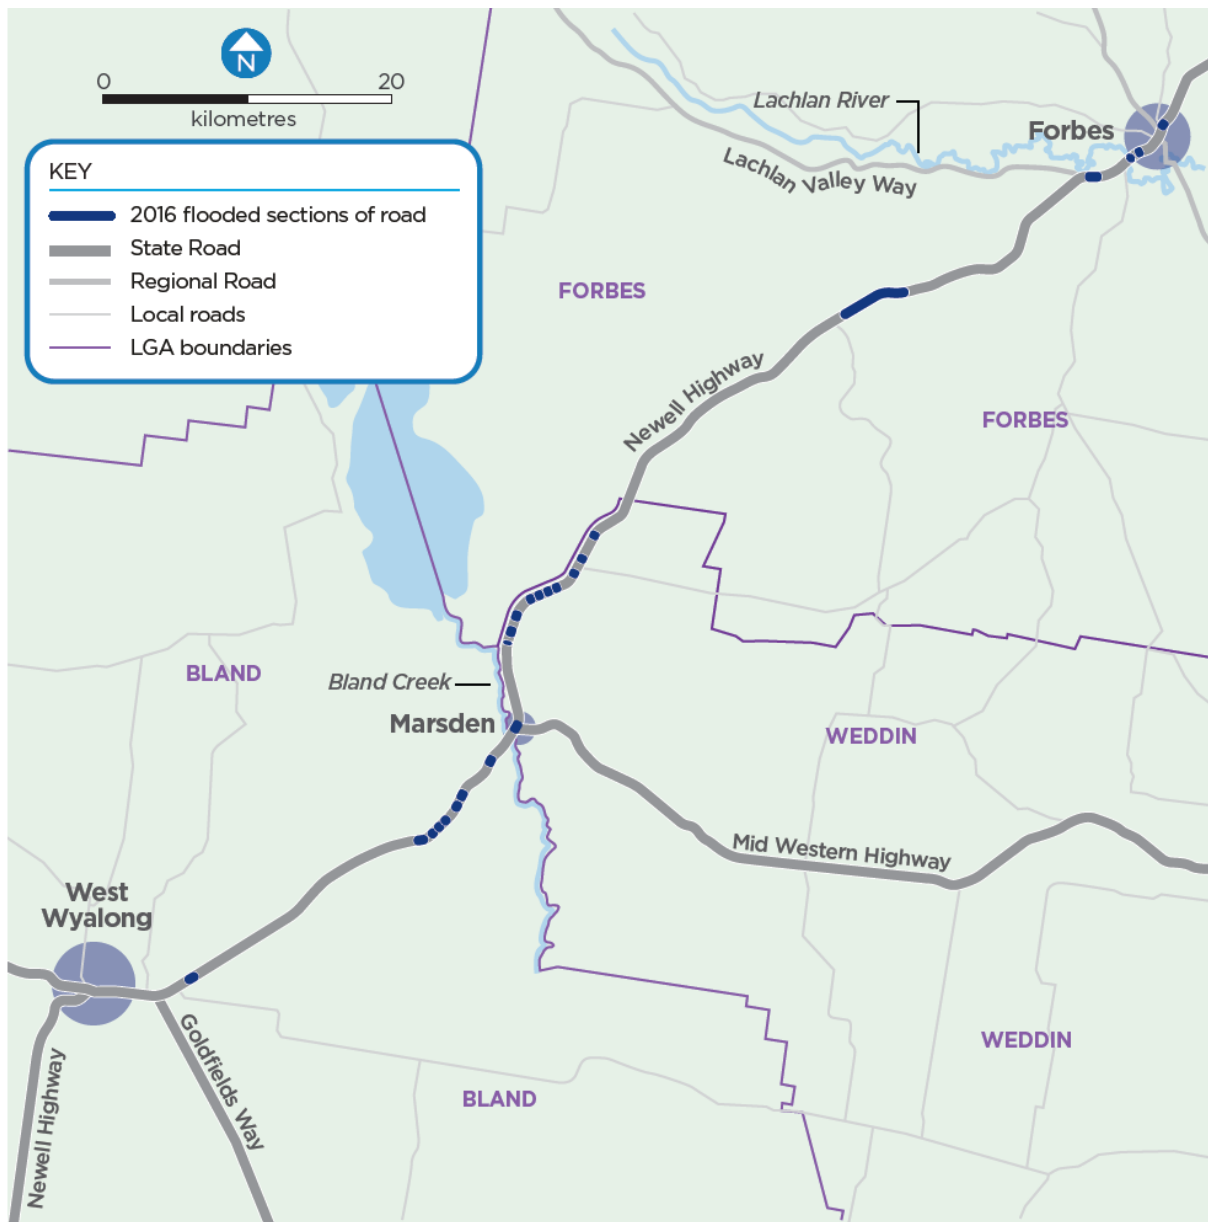 N
0 20
kilometres
KEY
2016 flooded sections of road
State Road
Regional Road
Local roads
LGA boundaries
Lachlan River
Forbes
Lachlan Valley Way
FORBES
Newell Highway
FORBES
BLAND
Bland Creek
Marsden
WEDDIN
Mid Western Highway
West
Wyalong
Goldfields Way
WEDDIN
Newell Highway
BLAND